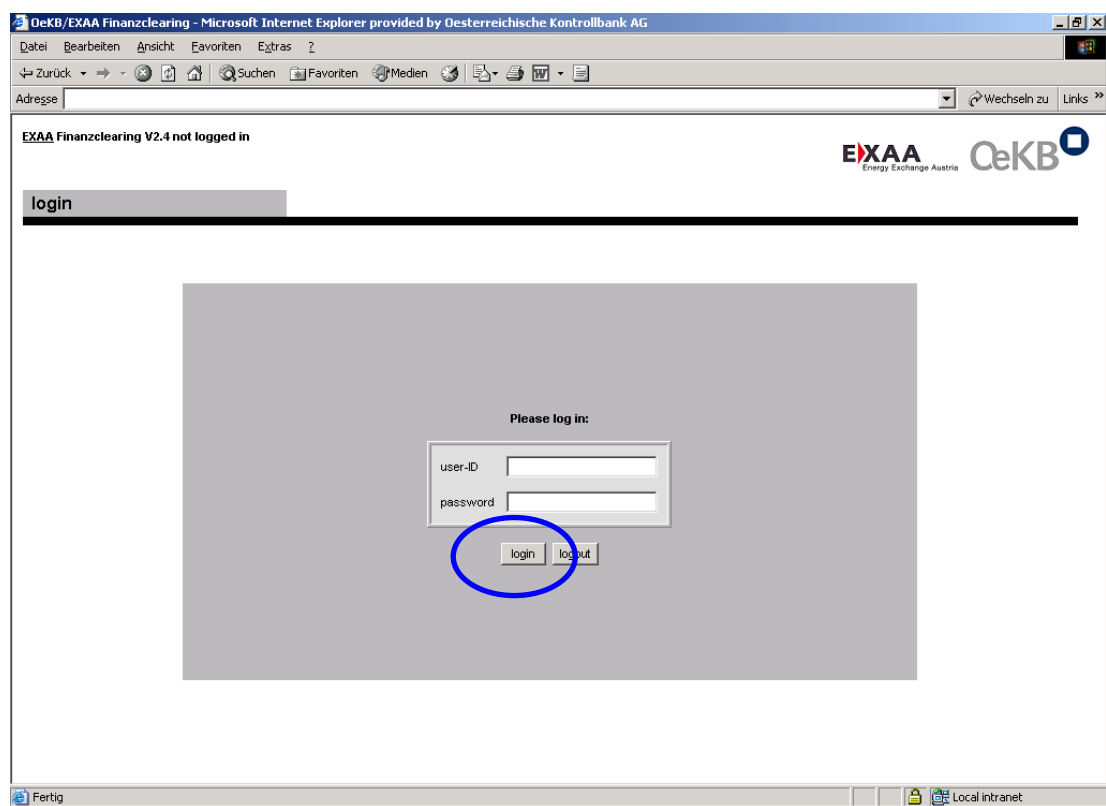 OeKB/EXAA Finanzclearing - Microsoft Internet Explorer provided by Oesterreichische Kontrollbank AG
Datei Bearbeiten Ansicht Favoriten Extras ?
Zurück Suchen Favoriten Medien
Adresse Wechseln zu Links »
EXAA Finanzclearing V2.4 not logged in
EXAA OeKB
Energy Exchange Austria
login
Please log in:
user-ID
password
login logout
Fertig Local intranet